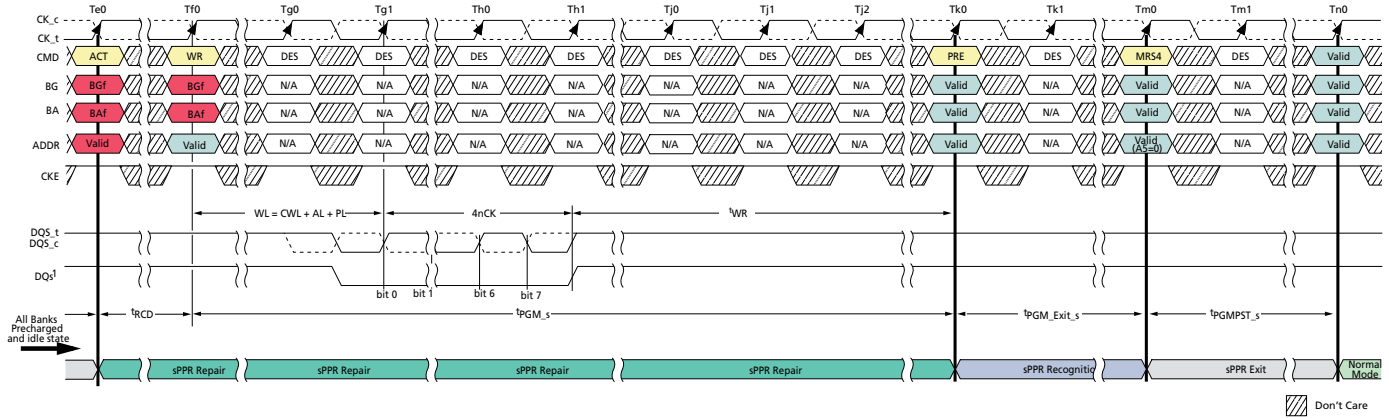 Te0 Tf0 Tg0 Tg1 Th0 Th1 Tj0 Tj1 Tj2 Tk0 Tk1 Tm0 Tm1 Tn0
CK_c
CK_t
CMD ACT WR DES DES DES DES DES DES DES PRE DES MRS4 DES Valid
BG BGf BGf N/A N/A N/A N/A N/A N/A N/A Valid N/A Valid N/A Valid
BA BAf BAf N/A N/A N/A N/A N/A N/A N/A Valid N/A Valid N/A Valid
ADDR Valid Valid N/A N/A N/A N/A N/A N/A N/A Valid N/A Valid (A5=0) N/A Valid
CKE
WL = CWL + AL + PL 4nCK tWR
DQS_t
DQS_c
DQs1
bit 0 bit 1 bit 6 bit 7
All Banks
Precharged
and idle state
tRCD tPGM_s tPGM_Exit_s tPGMPST_s
sPPR Repair sPPR Repair sPPR Repair sPPR Repair sPPR Recognitic sPPR Exit Normal
Mode
Don't Care